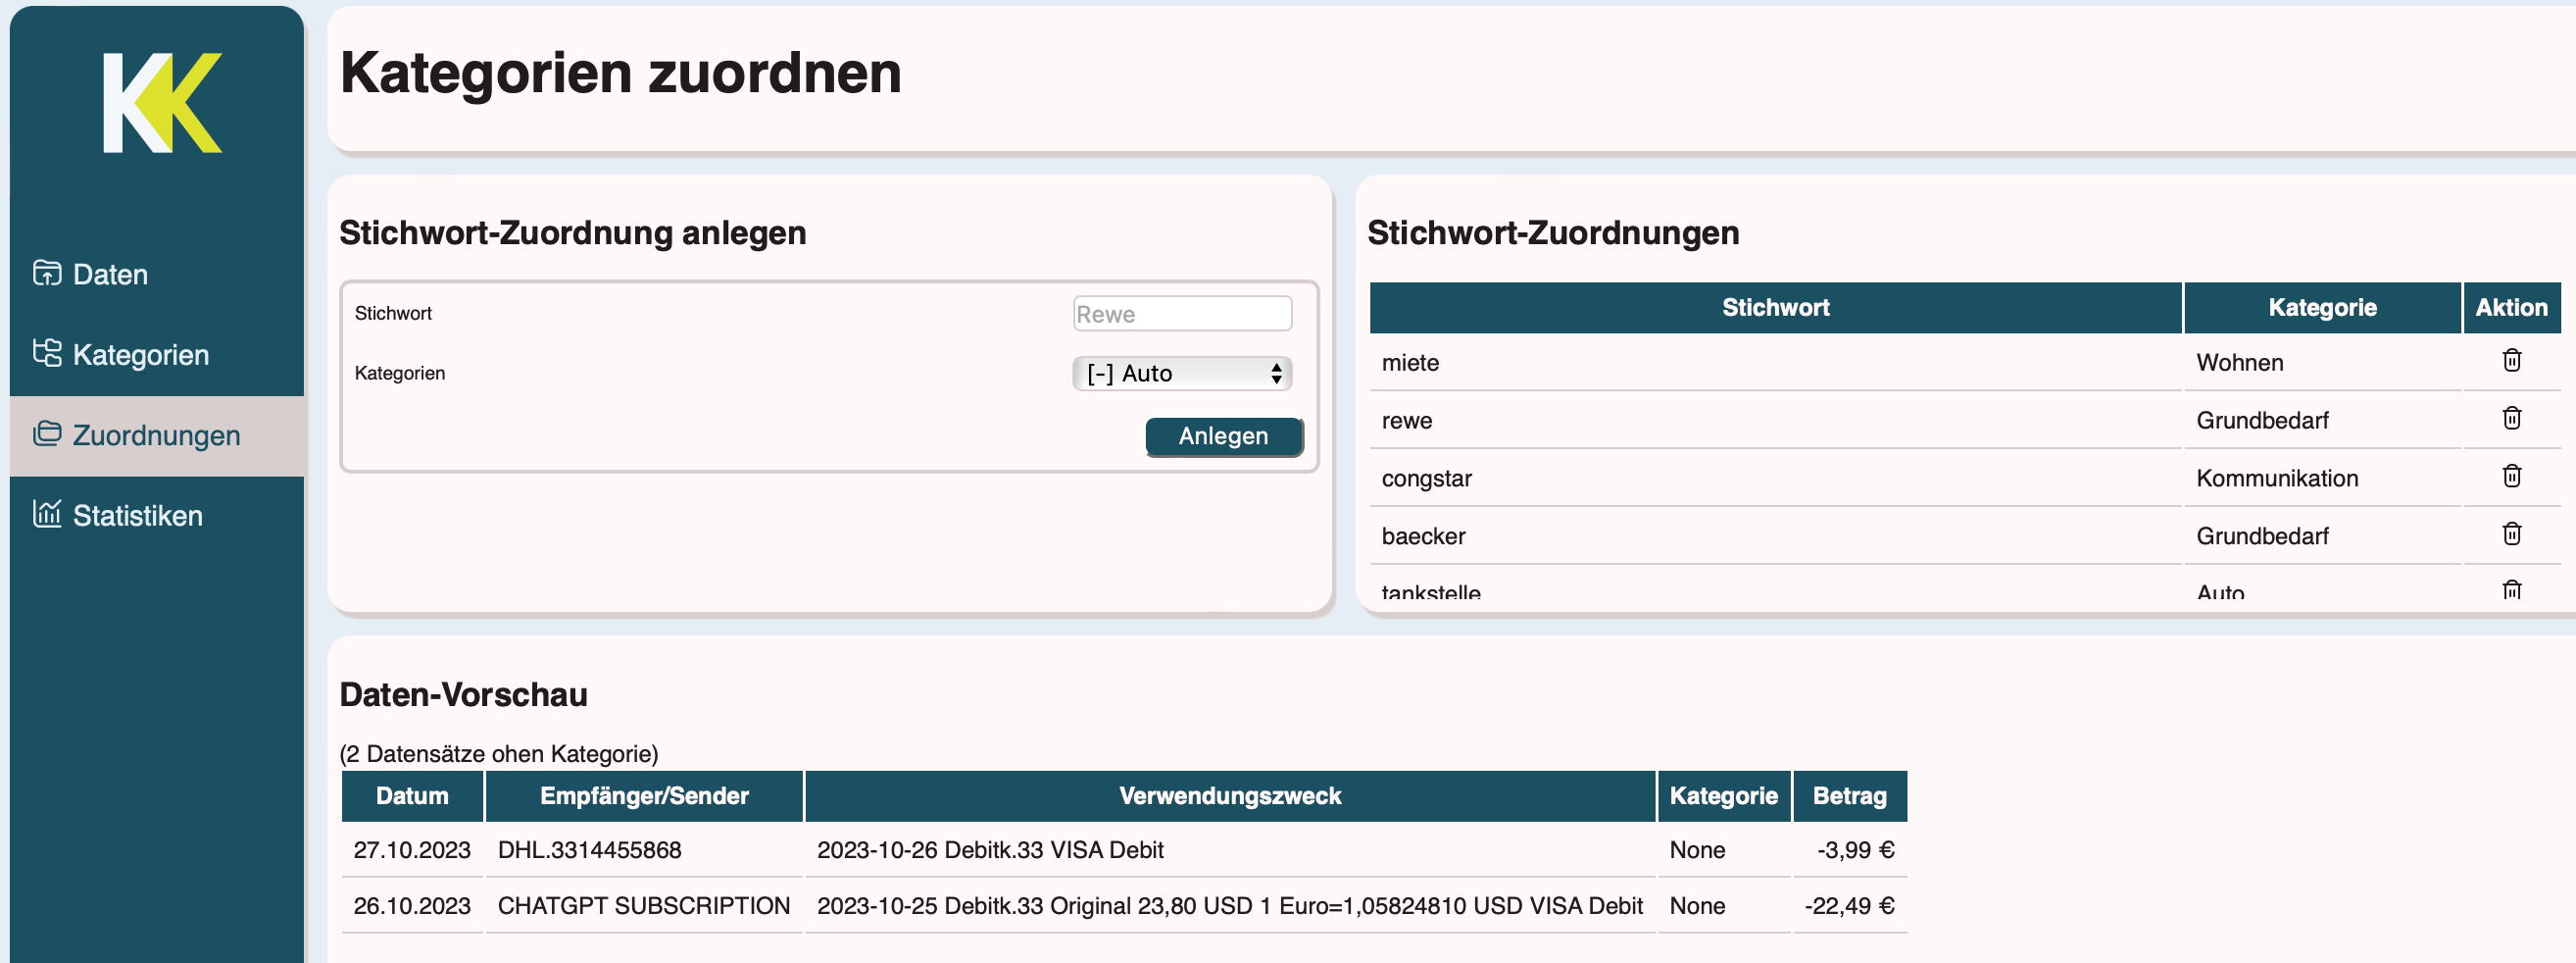 KK
Daten
Kategorien
Zuordnungen
Statistiken
Kategorien zuordnen
Stichwort-Zuordnung anlegen
Stichwort
Rewe
Kategorien
[-] Auto
Anlegen
Stichwort-Zuordnungen
Stichwort Kategorie Aktion
miete Wohnen
rewe Grundbedarf
congstar Kommunikation
baecker Grundbedarf
tankstelle Auto
Daten-Vorschau
(2 Datensätze ohen Kategorie)
Datum Empfänger/Sender Verwendungszweck Kategorie Betrag
27.10.2023 DHL.3314455868 2023-10-26 Debitk.33 VISA Debit None -3,99 €
26.10.2023 CHATGPT SUBSCRIPTION 2023-10-25 Debitk.33 Original 23,80 USD 1 Euro=1,05824810 USD VISA Debit None -22,49 €